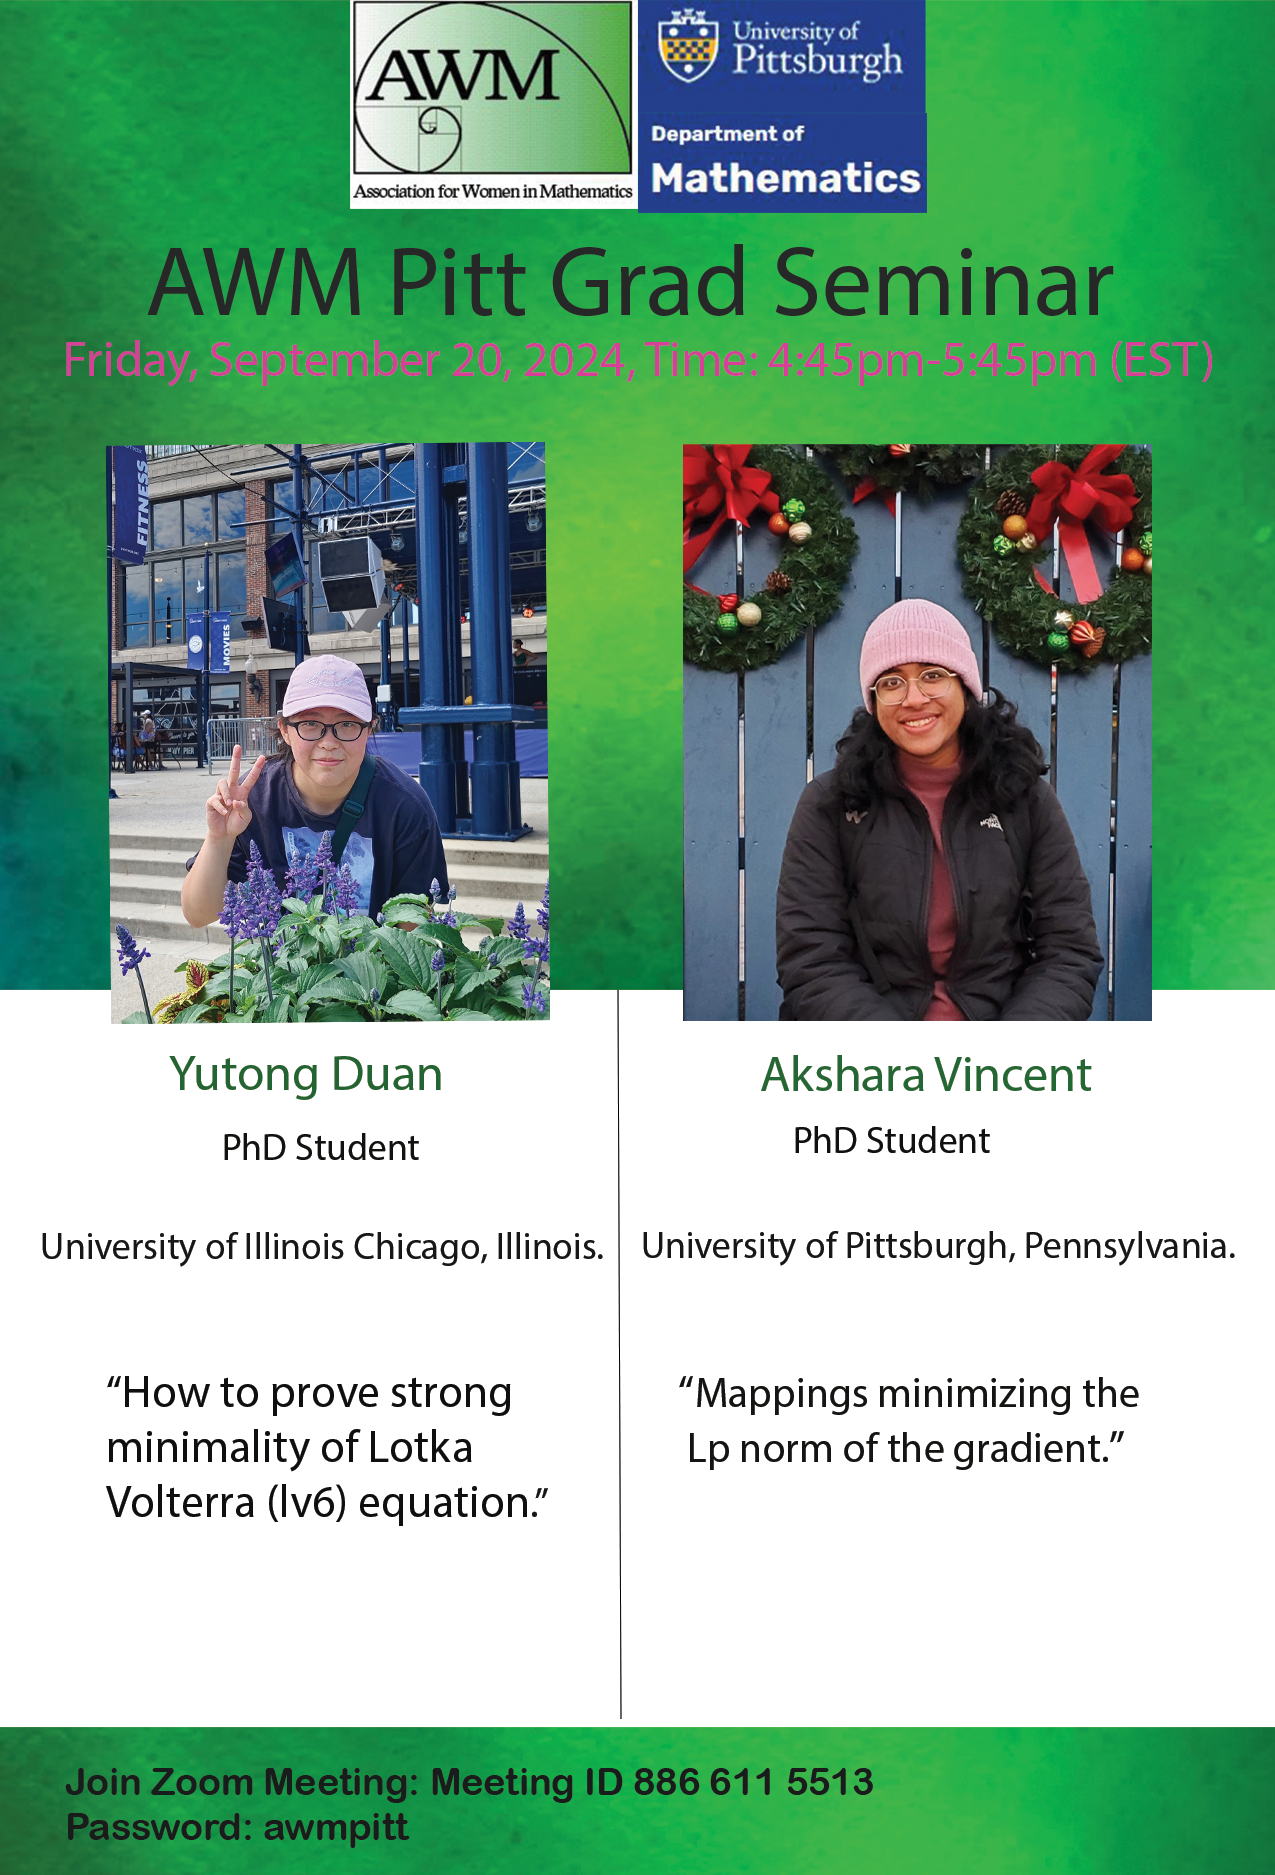 AWM
Association for Women in Mathematics
University of
Pittsburgh
Department of
Mathematics
AWM Pitt Grad Seminar
Friday, September 20, 2024, Time: 4:45pm-5:45pm (EST)
FITNESS
MOVIES
Yutong Duan
PhD Student
University of Illinois Chicago, Illinois.
“How to prove strong
minimality of Lotka
Volterra (lv6) equation.”
Akshara Vincent
PhD Student
University of Pittsburgh, Pennsylvania.
“Mappings minimizing the
Lp norm of the gradient.”
Join Zoom Meeting: Meeting ID 886 611 5513
Password: awmpitt